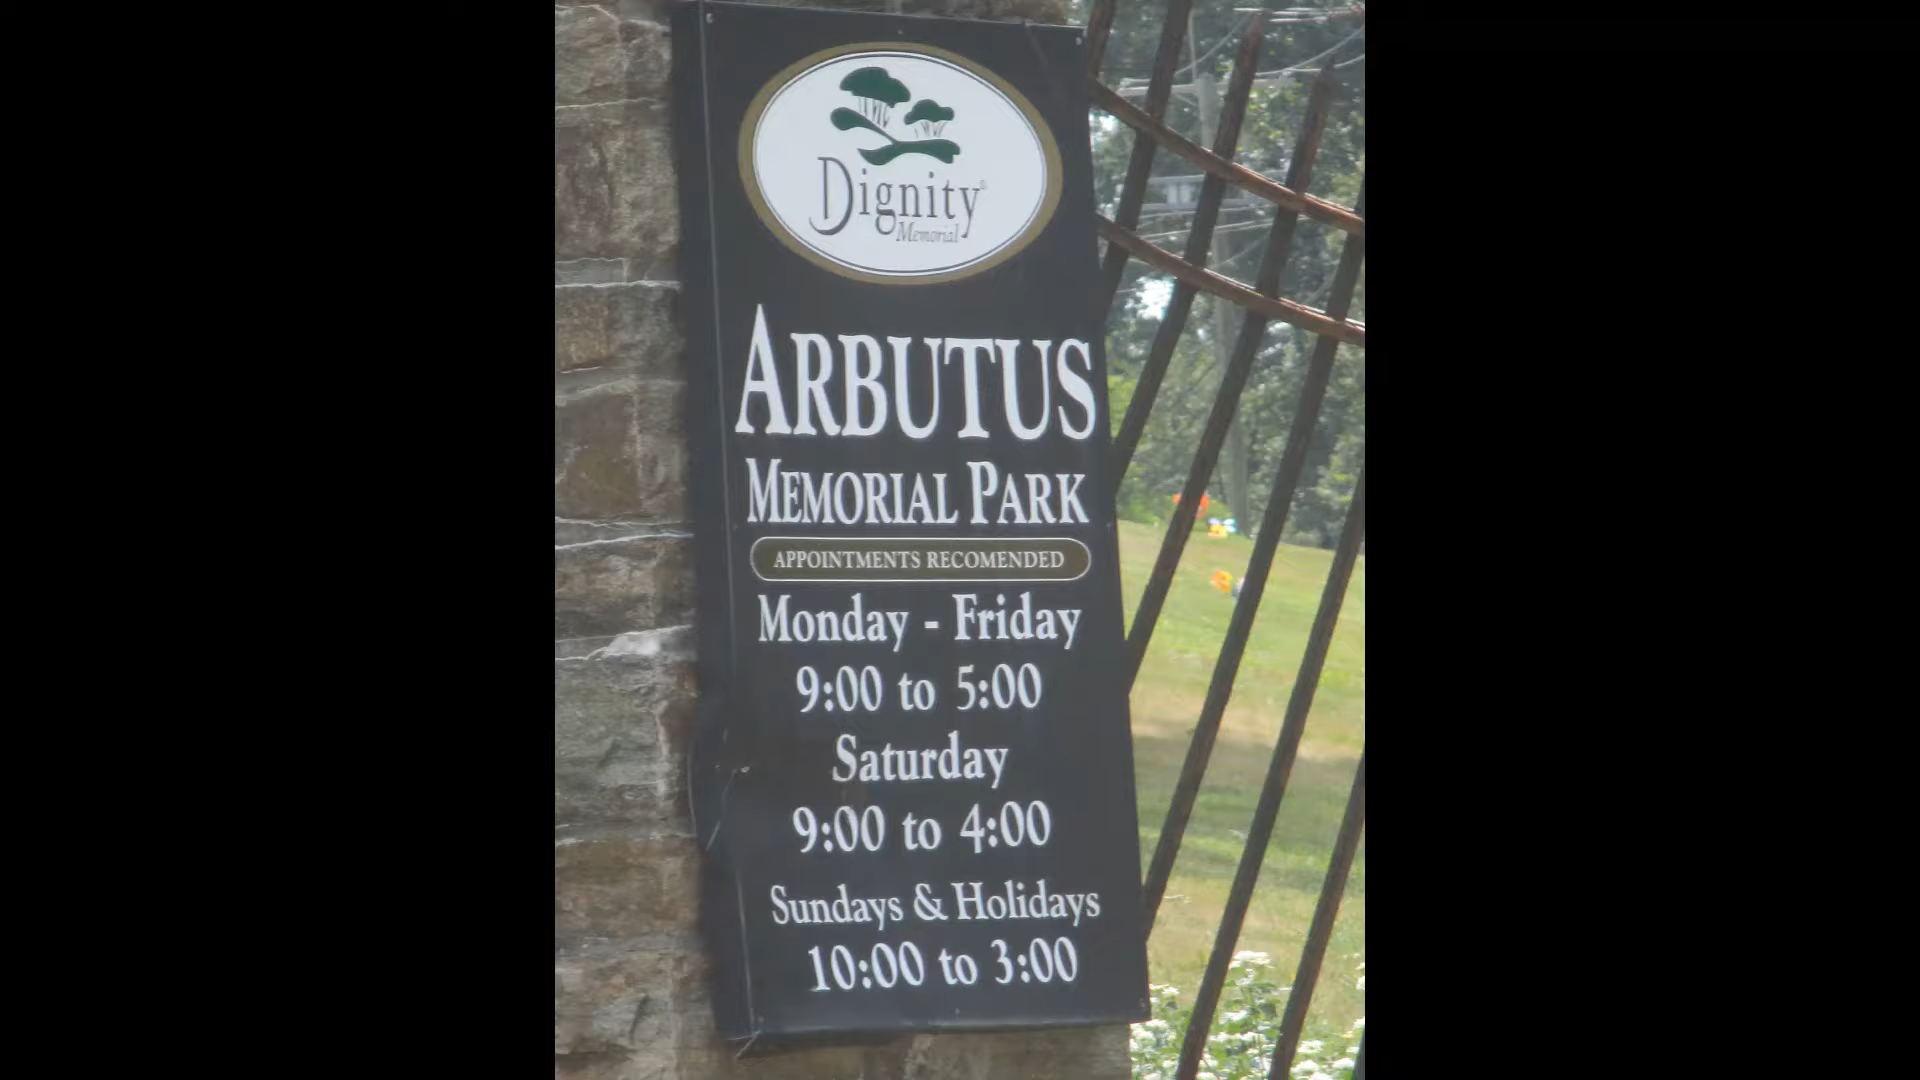 Dignity®
Memorial
ARBUTUS
MEMORIAL PARK
APPOINTMENTS RECOMENDED
Monday - Friday
9:00 to 5:00
Saturday
9:00 to 4:00
Sundays & Holidays
10:00 to 3:00